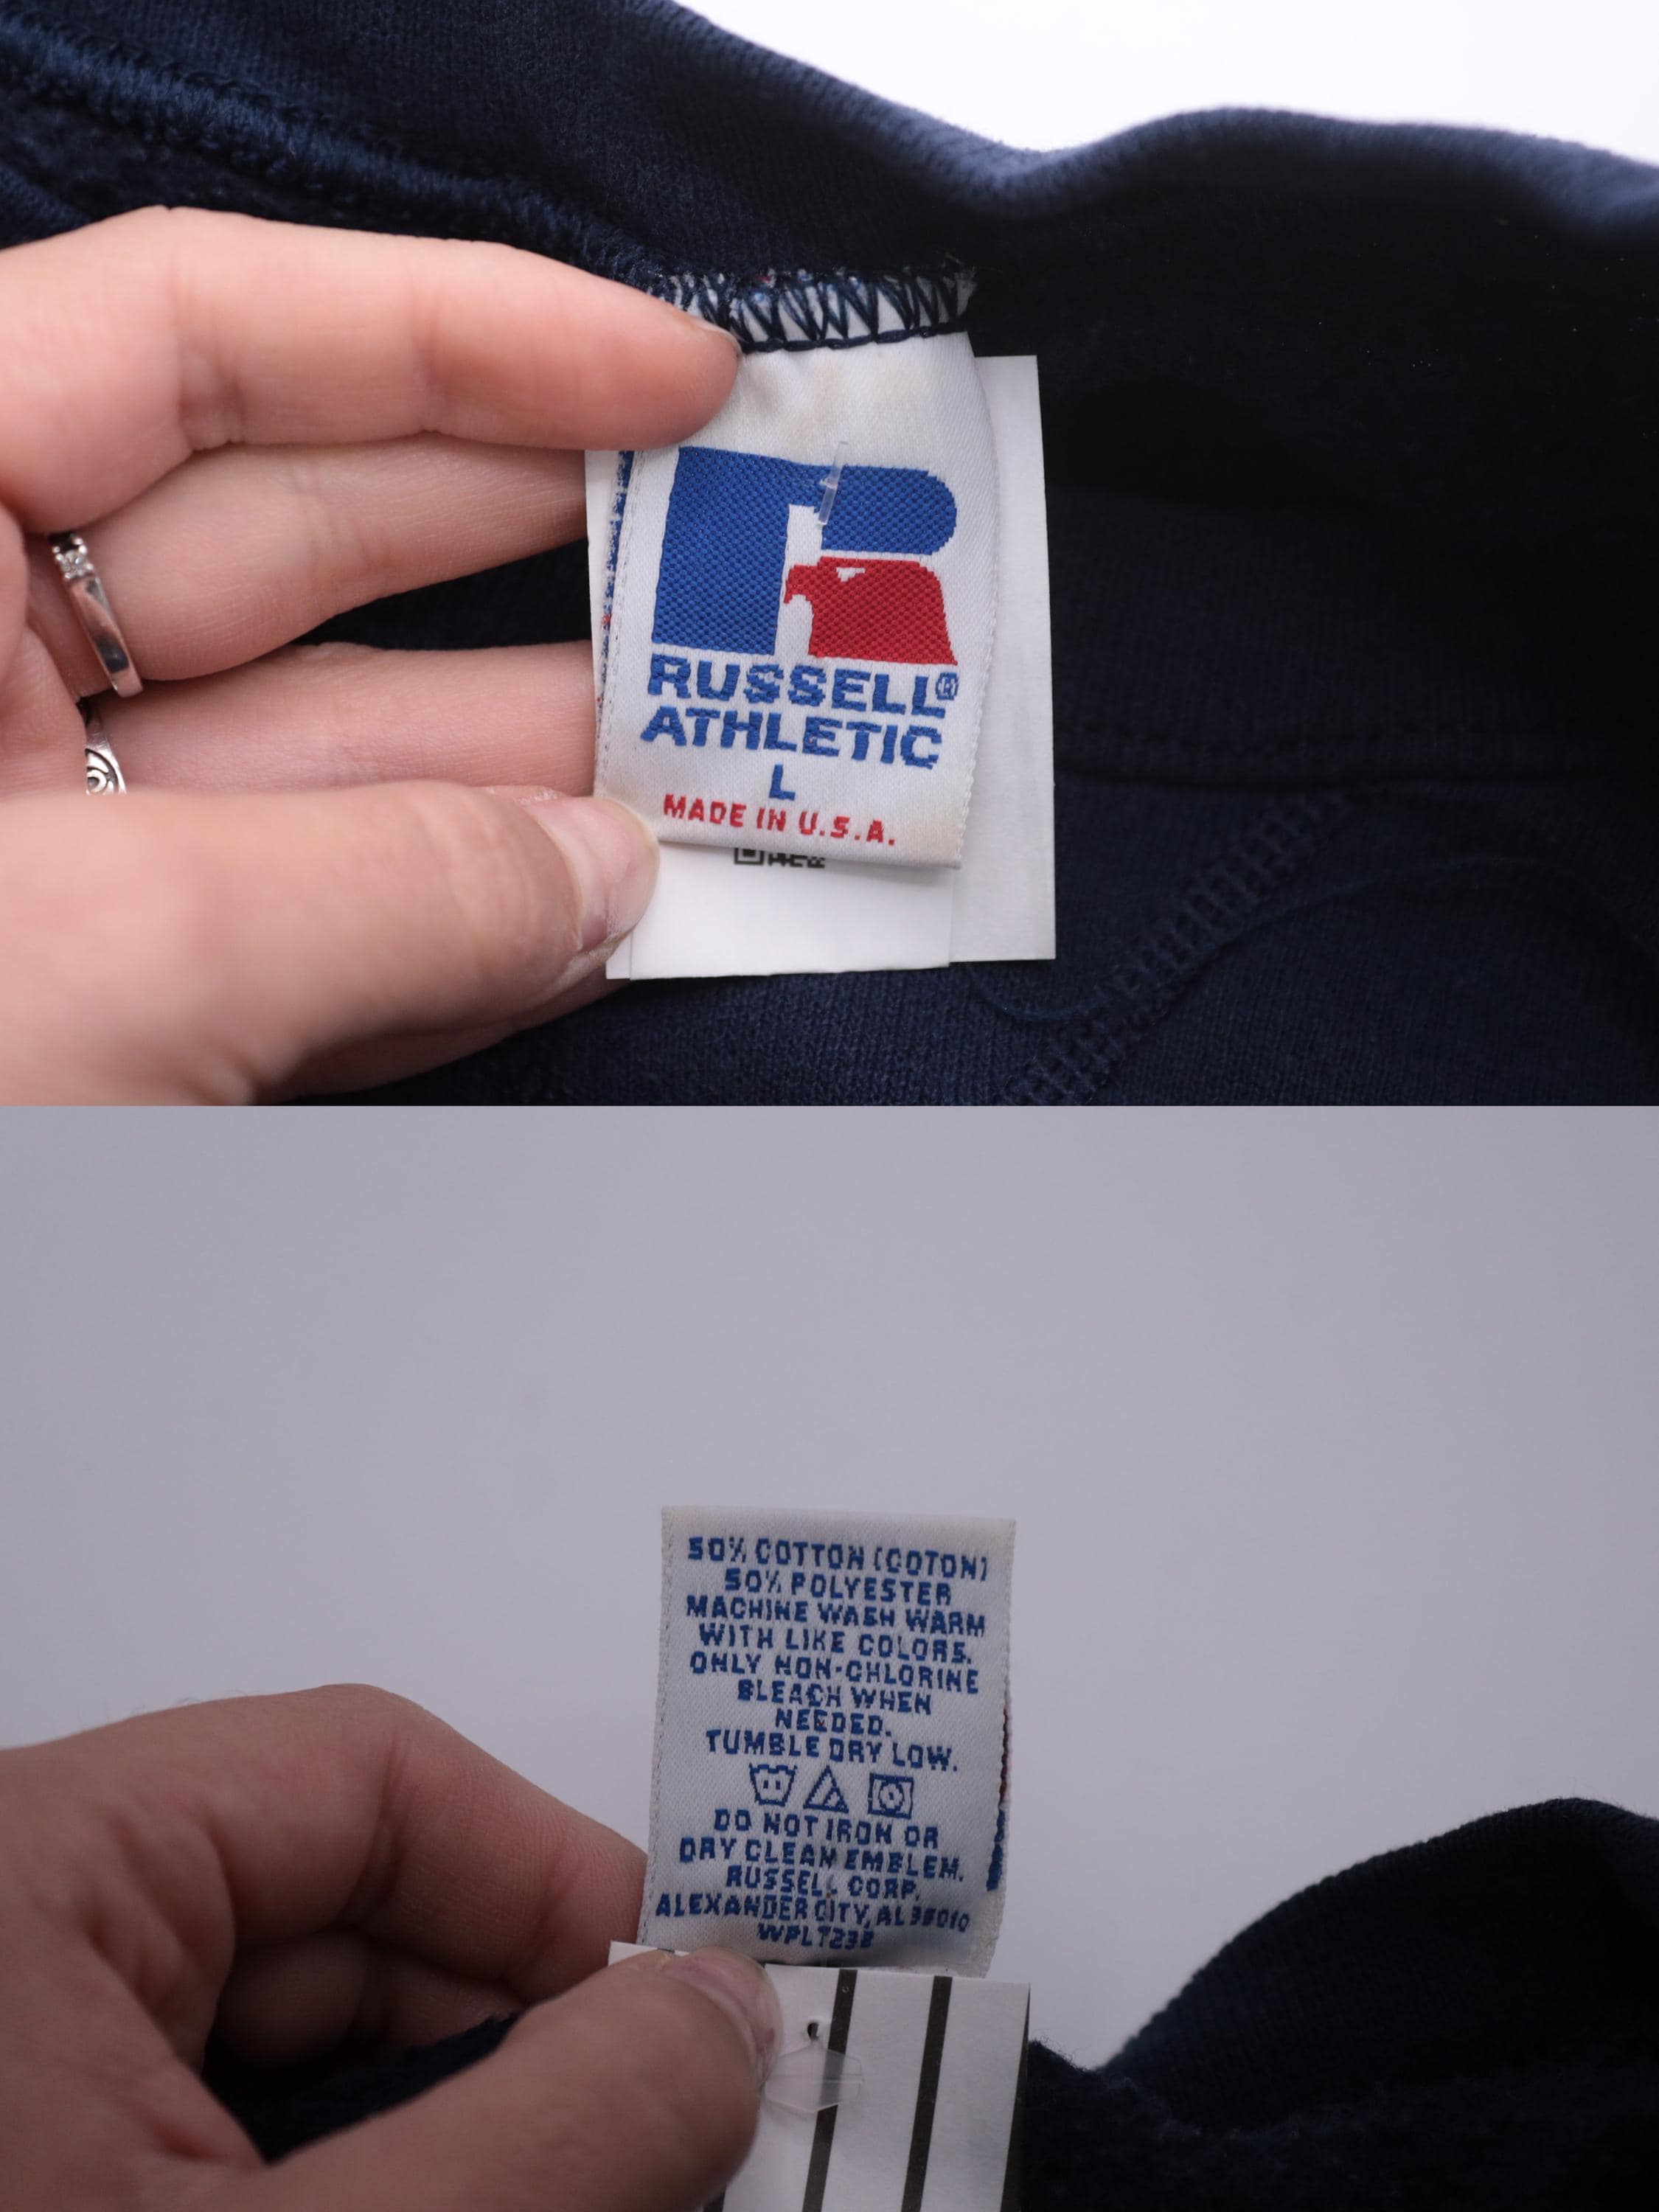 RUSSELL®
ATHLETIC
L
MADE IN U.S.A.
50% COTTON (COTON)
50% POLYESTER
MACHINE WASH WARM
WITH LIKE COLORS.
ONLY NON-CHLORINE
BLEACH WHEN
NEEDED.
TUMBLE DRY LOW.
DO NOT IRON OR
DRY CLEAN EMBLEM.
RUSSELL CORP.
ALEXANDER CITY, AL 35010